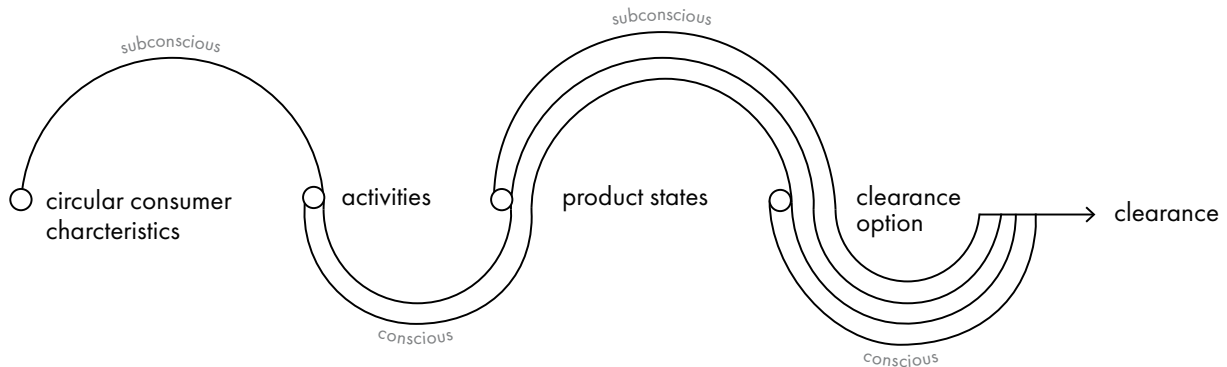 subconscious
subconscious
circular consumer
charcteristics
activities
product states
clearance
option
clearance
conscious
conscious